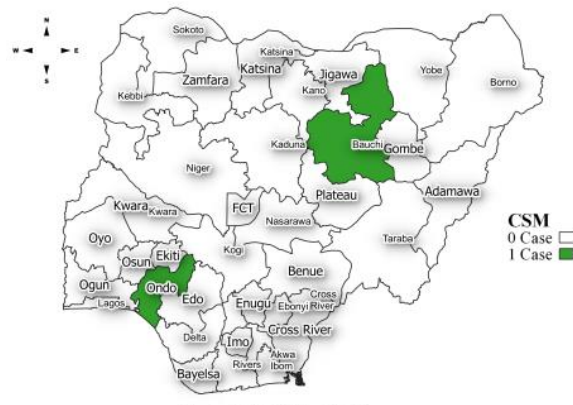 N
W E
S
Sokoto
Katsina
Zamfara
Katsina
Jigawa
Yobe
Borno
Kebbi
Kano
Kaduna
Bauchi
Gombe
Niger
Adamawa
Plateau
Kwara
Kwara
FCT
Nasarawa
Oyo
Kogi
Taraba
CSM
0 Case
1 Case
Osun
Ekiti
Benue
Ogun
Ondo
Edo
Lagos
Enugu
Ebonyi
Cross
River
Cross River
Delta
Imo
Akwa
Ibom
Rivers
Bayelsa